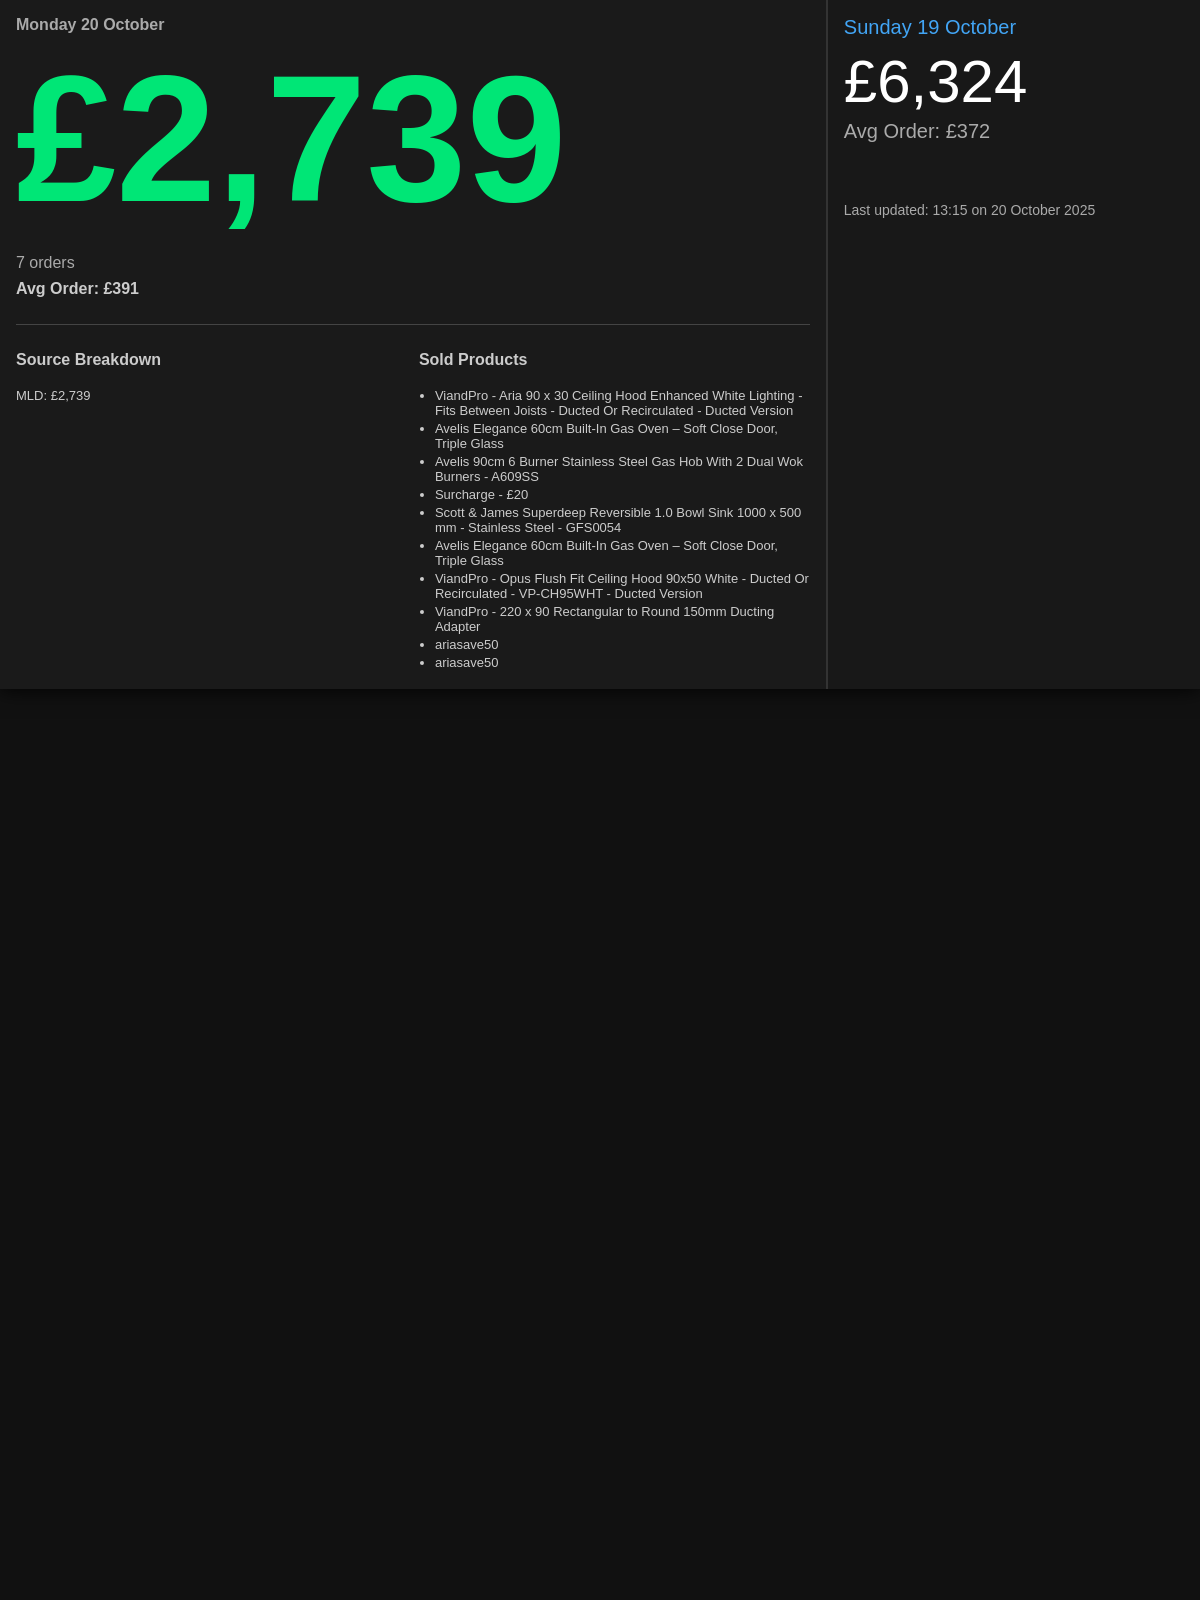 Monday 20 October
£2,739
7 orders
Avg Order: £391
Source Breakdown
MLD: £2,739
Sold Products
ViandPro - Aria 90 x 30 Ceiling Hood Enhanced White Lighting -
Fits Between Joists - Ducted Or Recirculated - Ducted Version
Avelis Elegance 60cm Built-In Gas Oven – Soft Close Door,
Triple Glass
Avelis 90cm 6 Burner Stainless Steel Gas Hob With 2 Dual Wok
Burners - A609SS
Surcharge - £20
Scott & James Superdeep Reversible 1.0 Bowl Sink 1000 x 500
mm - Stainless Steel - GFS0054
Avelis Elegance 60cm Built-In Gas Oven – Soft Close Door,
Triple Glass
ViandPro - Opus Flush Fit Ceiling Hood 90x50 White - Ducted Or
Recirculated - VP-CH95WHT - Ducted Version
ViandPro - 220 x 90 Rectangular to Round 150mm Ducting
Adapter
ariasave50
ariasave50
Sunday 19 October
£6,324
Avg Order: £372
Last updated: 13:15 on 20 October 2025